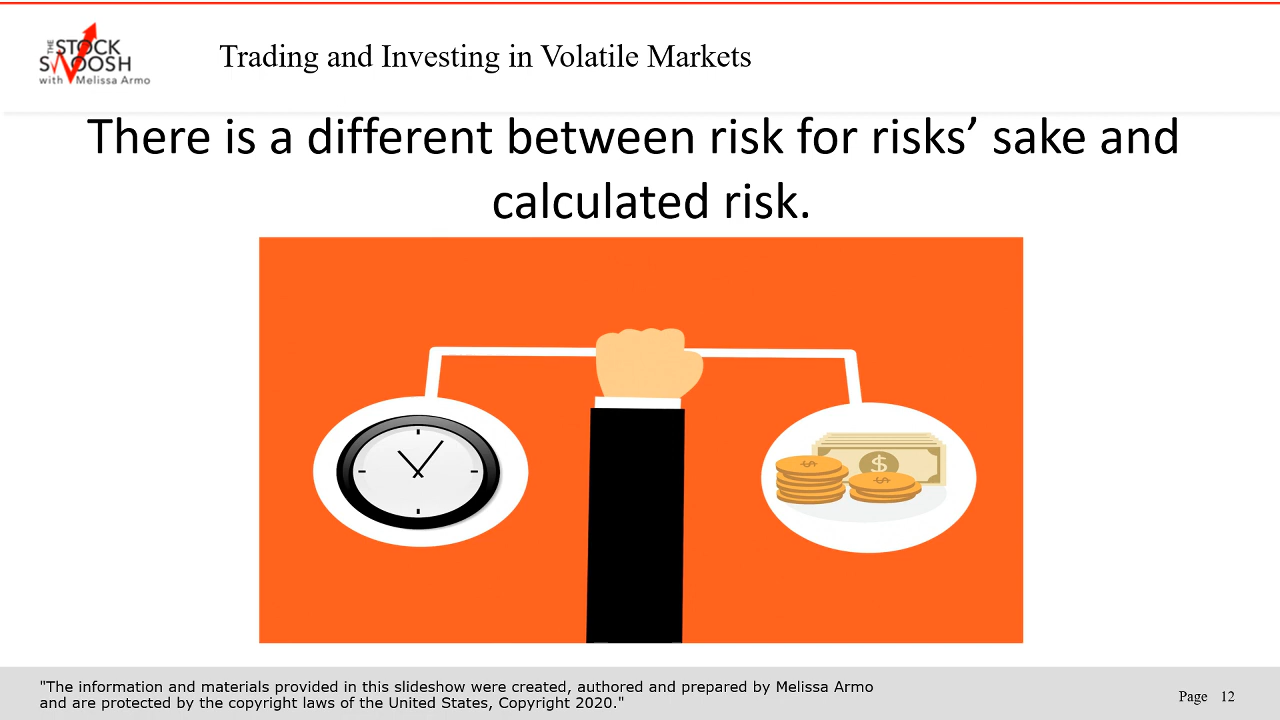 THE STOCK
SWOOSH
with Melissa Armo
Trading and Investing in Volatile Markets
There is a different between risk for risks’ sake and
calculated risk.
$
$
$
"The information and materials provided in this slideshow were created, authored and prepared by Melissa Armo
and are protected by the copyright laws of the United States, Copyright 2020."
Page 12